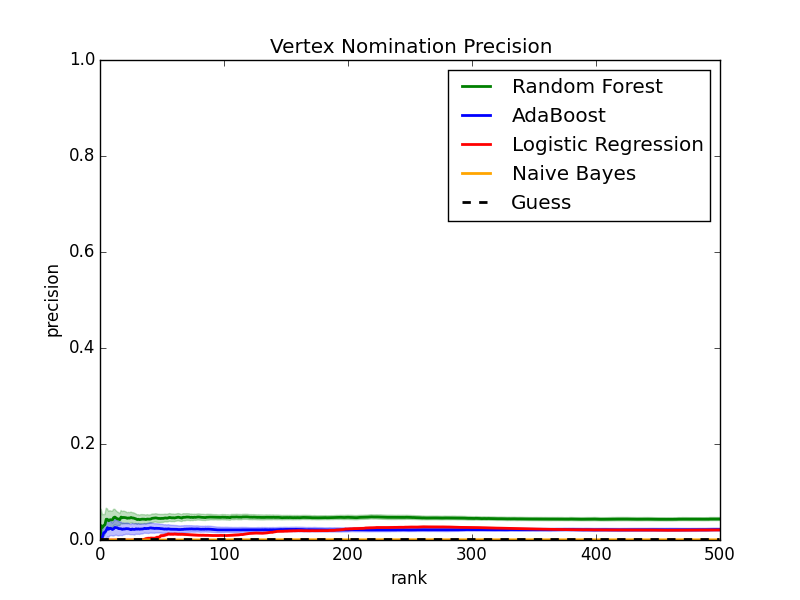 Vertex Nomination Precision
1.0
0.8
0.6
0.4
0.2
0.0
precision
Random Forest
AdaBoost
Logistic Regression
Naive Bayes
Guess
0 100 200 300 400 500
rank